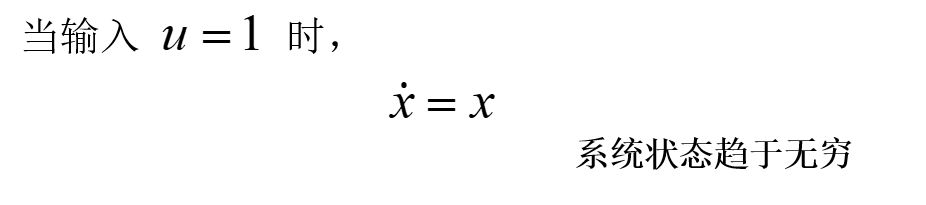 当输入 u = 1 时，
ẋ = x
系统状态趋于无穷